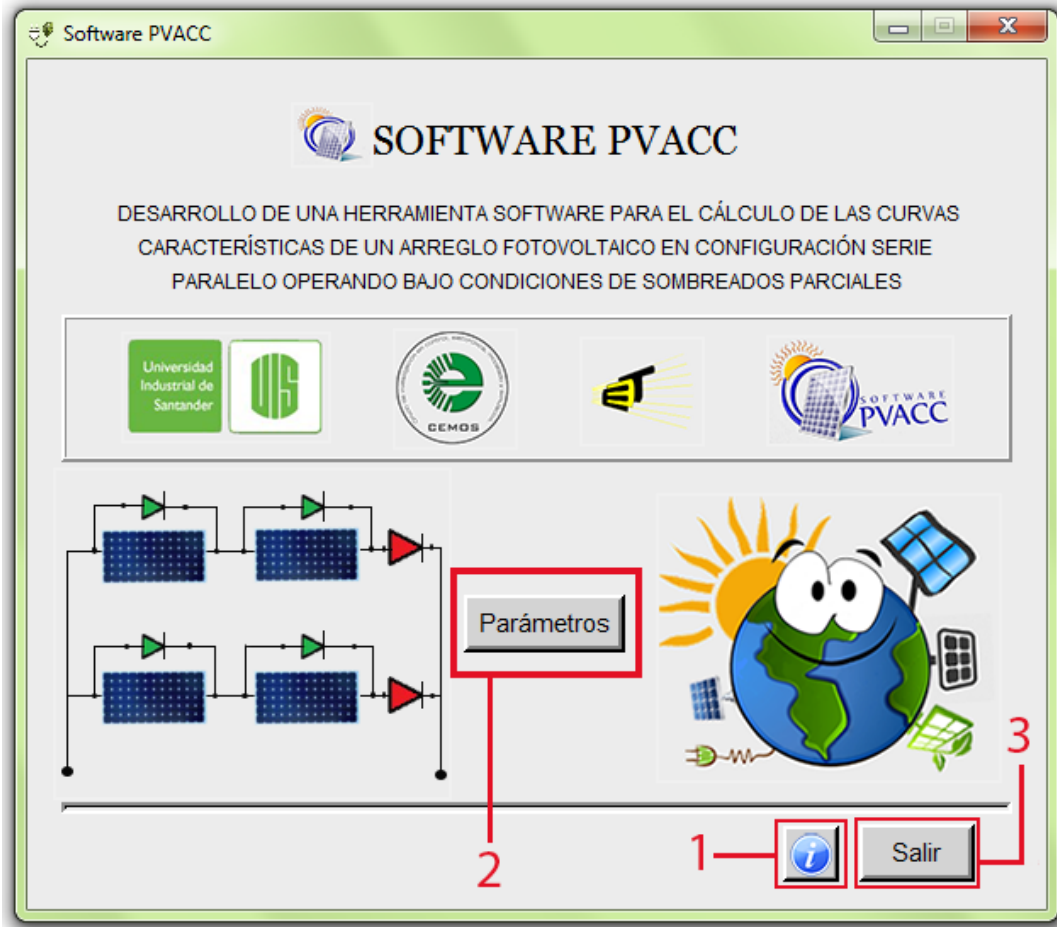 Software PVACC
SOFTWARE PVACC
DESARROLLO DE UNA HERRAMIENTA SOFTWARE PARA EL CÁLCULO DE LAS CURVAS
CARACTERÍSTICAS DE UN ARREGLO FOTOVOLTAICO EN CONFIGURACIÓN SERIE
PARALELO OPERANDO BAJO CONDICIONES DE SOMBREADOS PARCIALES
Universidad
Industrial de
Santander
UIS
CEMOS
SOFTWARE
PVACC
Parámetros
2
1
Salir
3